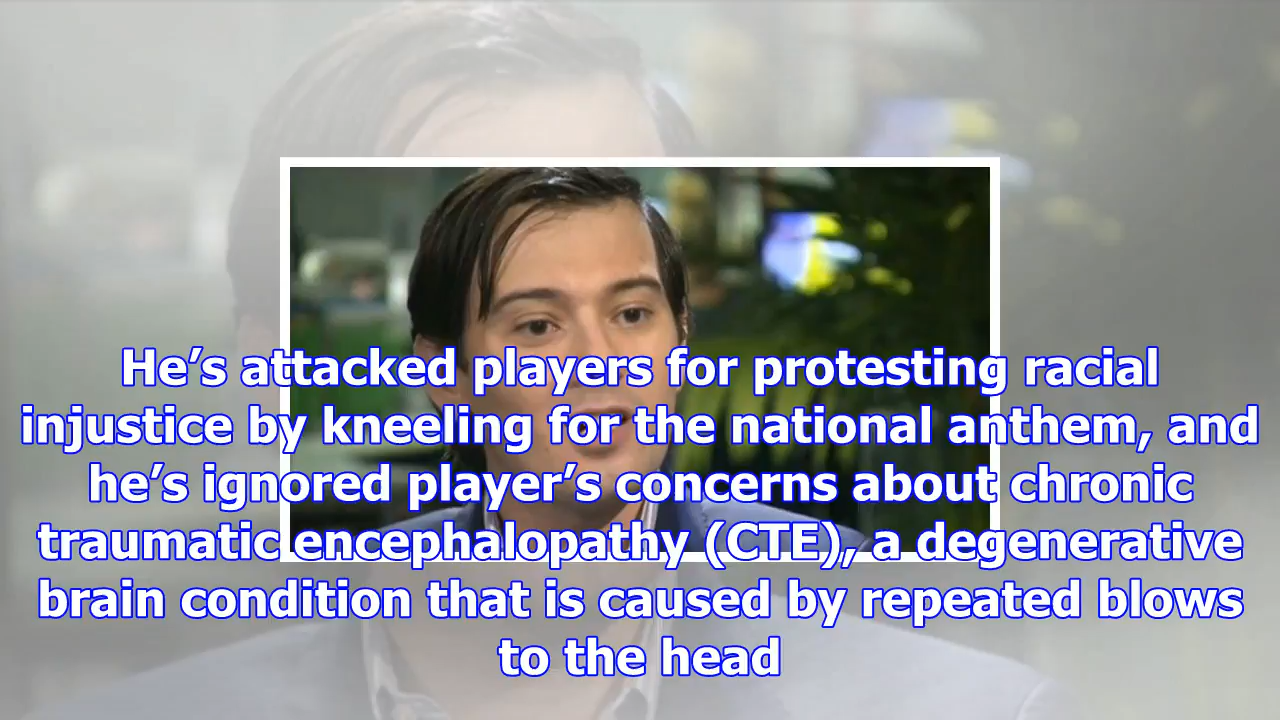 He’s attacked players for protesting racial
injustice by kneeling for the national anthem, and
he’s ignored player’s concerns about chronic
traumatic encephalopathy (CTE), a degenerative
brain condition that is caused by repeated blows
to the head